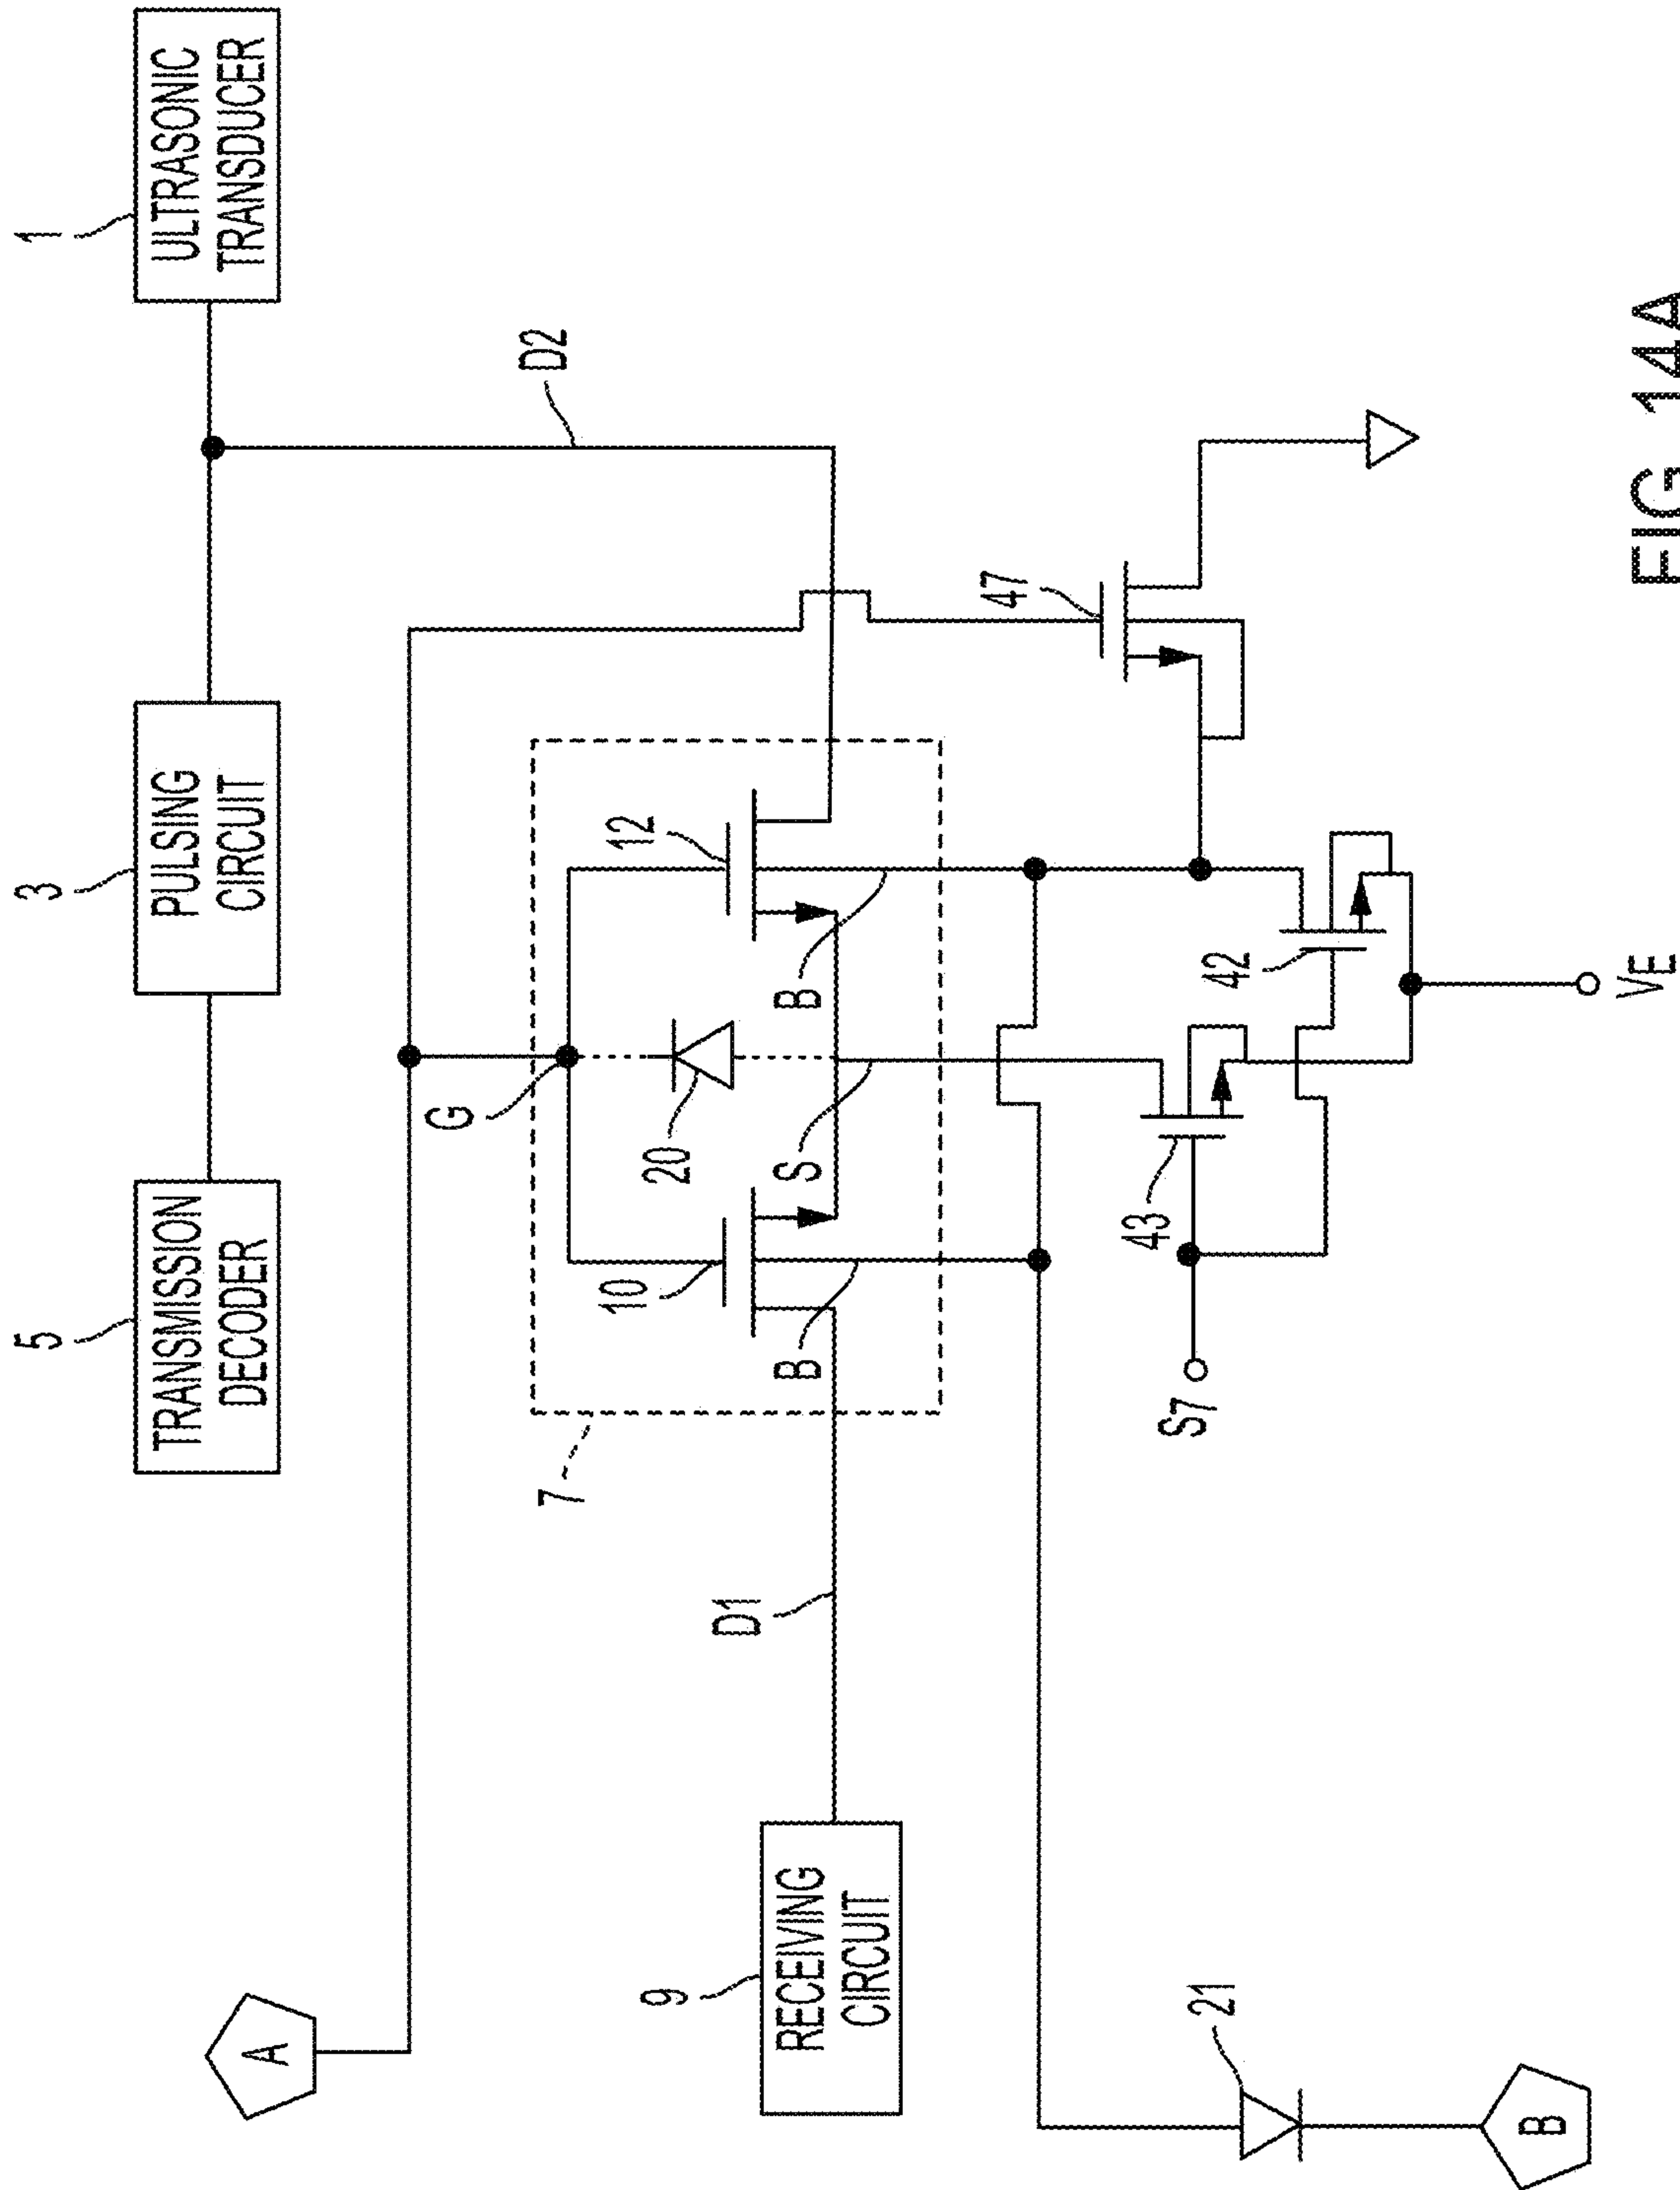 5
TRANSMISSION
DECODER
3
PULSING
CIRCUIT
1
ULTRASONIC
TRANSDUCER
A
G
D2
7
10
20
12
D1
9
RECEIVING
CIRCUIT
B
S
B
47
21
S7
43
42
B
VE
FIG. 14A